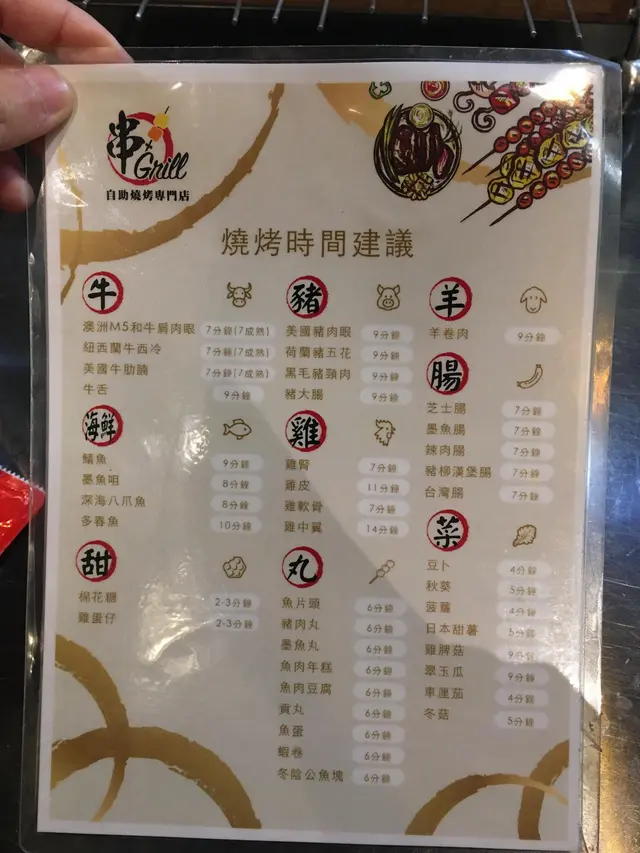 串
Grill
自助燒烤專門店
燒烤時間建議
牛
澳洲M5和牛肩肉眼 7分鐘(7成熟)
紐西蘭牛西冷 7分鐘(7成熟)
美國牛肋脢 7分鐘(7成熟)
牛舌 9分鐘
海鮮
鱔魚 9分鐘
墨魚咀 8分鐘
深海八爪魚 8分鐘
多春魚 10分鐘
甜
棉花糖 2-3分鐘
雞蛋仔 2-3分鐘
豬
美國豬肉眼 9分鐘
荷蘭豬五花 9分鐘
黑毛豬頸肉 9分鐘
豬大腸 9分鐘
雞
雞腎 7分鐘
雞皮 11分鐘
雞軟骨 7分鐘
雞中翼 14分鐘
丸
魚片頭 6分鐘
豬肉丸 6分鐘
墨魚丸 6分鐘
魚肉年糕 6分鐘
魚肉豆腐 6分鐘
貢丸 6分鐘
魚蛋 6分鐘
蝦卷 6分鐘
冬陰公魚塊 6分鐘
羊
羊卷肉 9分鐘
腸
芝士腸 7分鐘
墨魚腸 7分鐘
辣肉腸 7分鐘
豬柳漢堡腸 7分鐘
台灣腸 7分鐘
菜
豆卜 4分鐘
秋葵 5分鐘
菠蘿 4分鐘
日本甜薯 5分鐘
雞脾菇 9分鐘
翠玉瓜 9分鐘
車厘茄 4分鐘
冬菇 5分鐘